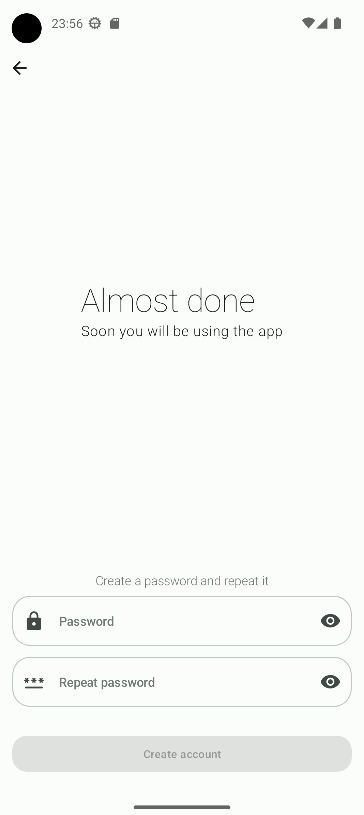 23:56
Almost done
Soon you will be using the app
Create a password and repeat it
Password
Repeat password
Create account